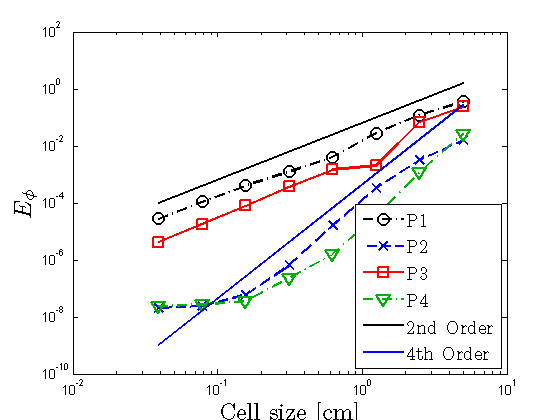 10^2
10^0
10^-2
10^-4
10^-6
10^-8
10^-10
E_ϕ
P1
P2
P3
P4
2nd Order
4th Order
10^-2
10^-1
10^0
10^1
Cell size [cm]